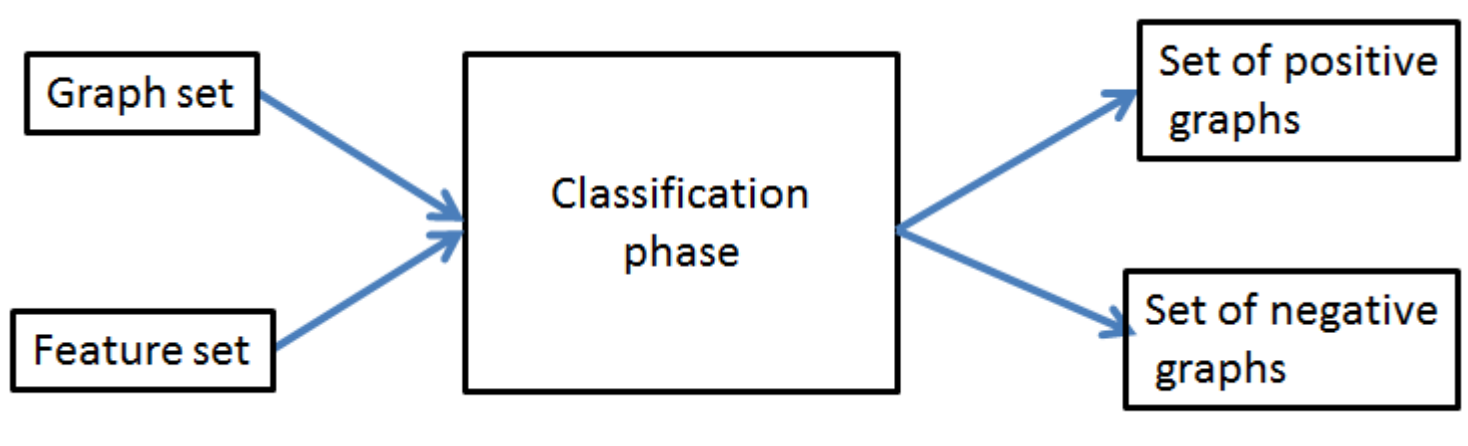 Graph set
Feature set
Classification
phase
Set of positive
graphs
Set of negative
graphs